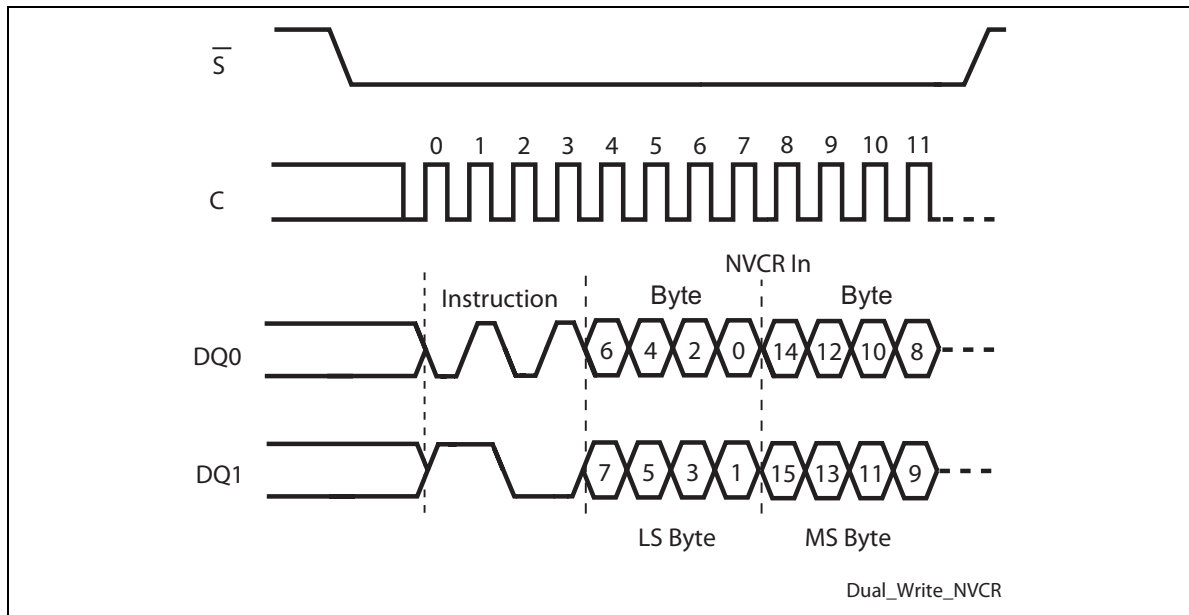 S
0 1 2 3 4 5 6 7 8 9 10 11
C
NVCR In
Instruction Byte Byte
DQ0 6 4 2 0 14 12 10 8
DQ1 7 5 3 1 15 13 11 9
LS Byte MS Byte
Dual_Write_NVCR